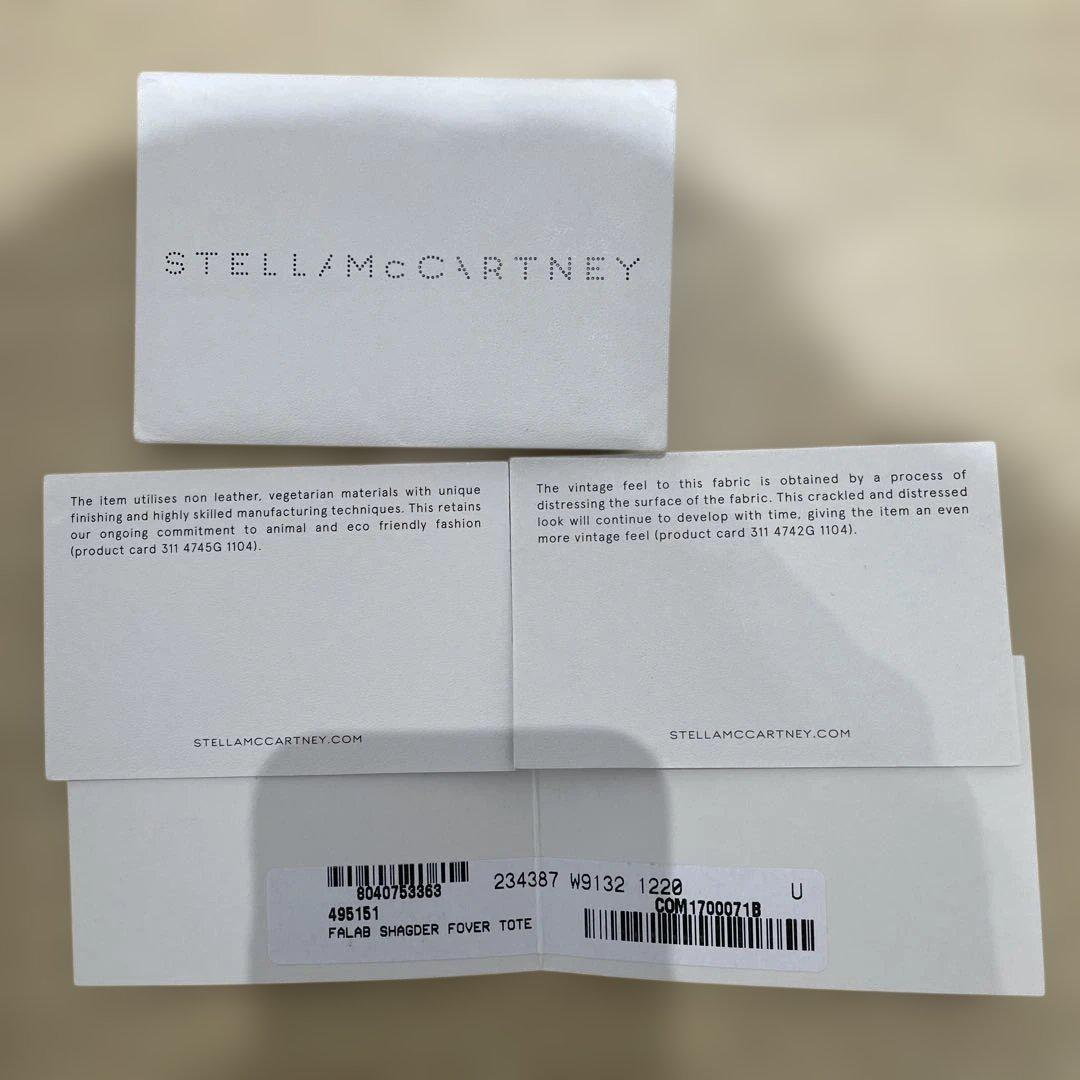 STELLAMcCARTNEY
The item utilises non leather, vegetarian materials with unique
finishing and highly skilled manufacturing techniques. This retains
our ongoing commitment to animal and eco friendly fashion
(product card 311 4745G 1104).
STELLAMCCARTNEY.COM
The vintage feel to this fabric is obtained by a process of
distressing the surface of the fabric. This crackled and distressed
look will continue to develop with time, giving the item an even
more vintage feel (product card 311 4742G 1104).
STELLAMCCARTNEY.COM
8040753363
495151
FALAB SHAGDER FOVER TOTE
234387 W9132 1220 U
COM1700071B